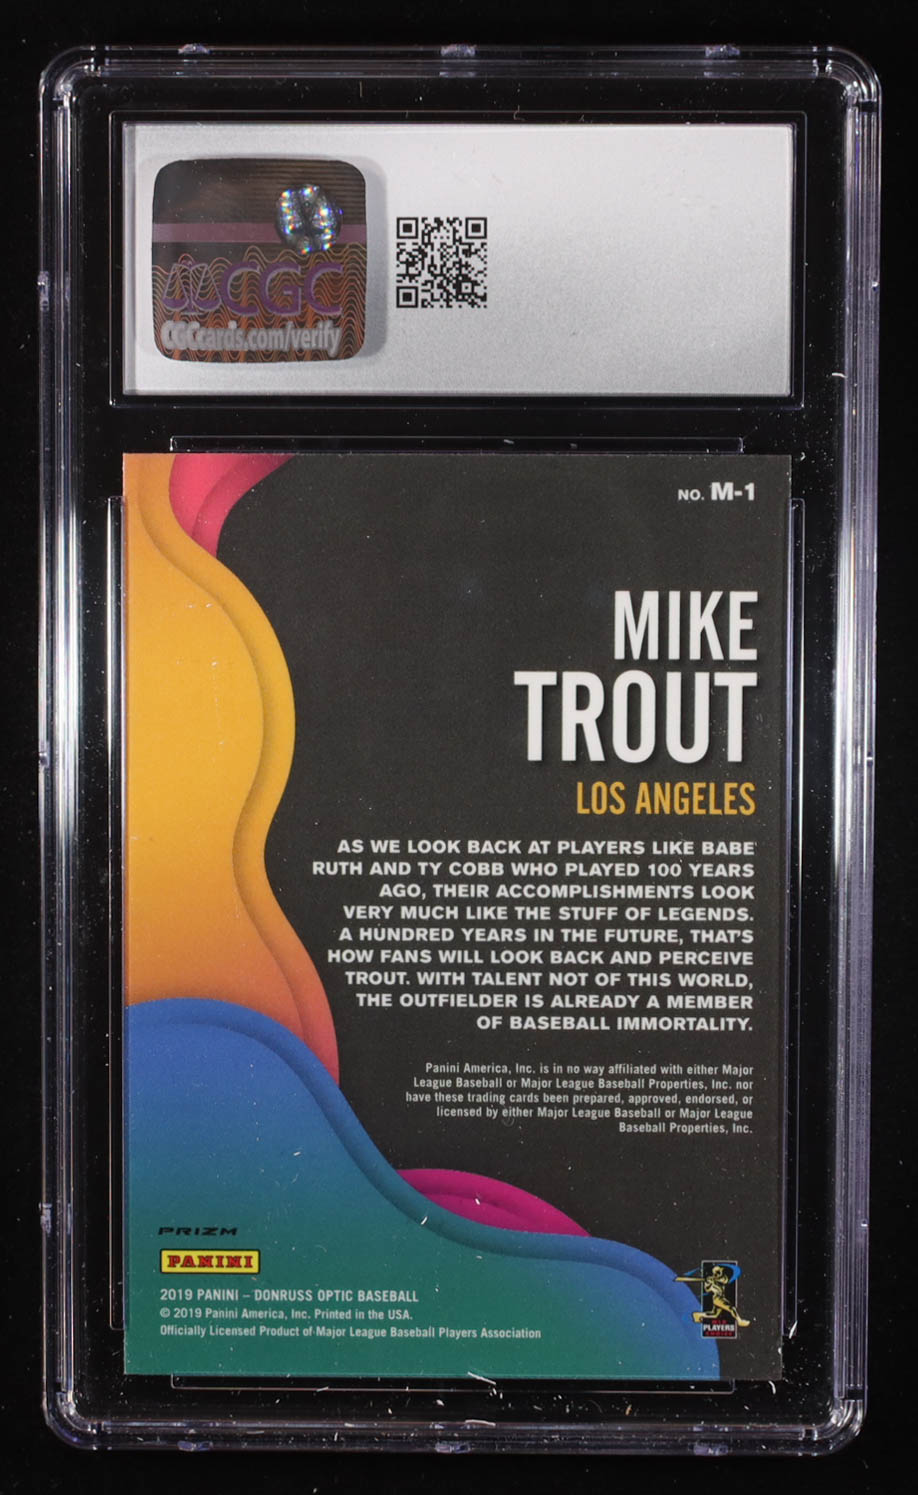 CGC
CGCcards.com/verify
NO. M-1
MIKE
TROUT
LOS ANGELES
AS WE LOOK BACK AT PLAYERS LIKE BABE
RUTH AND TY COBB WHO PLAYED 100 YEARS
AGO, THEIR ACCOMPLISHMENTS LOOK
VERY MUCH LIKE THE STUFF OF LEGENDS.
A HUNDRED YEARS IN THE FUTURE, THAT'S
HOW FANS WILL LOOK BACK AND PERCEIVE
TROUT. WITH TALENT NOT OF THIS WORLD,
THE OUTFIELDER IS ALREADY A MEMBER
OF BASEBALL IMMORTALITY.
Panini America, Inc. is in no way affiliated with either Major
League Baseball or Major League Baseball Properties, Inc. nor
have these trading cards been prepared, approved, endorsed, or
licensed by either Major League Baseball or Major League
Baseball Properties, Inc.
PRIZM
PANINI
2019 PANINI – DONRUSS OPTIC BASEBALL
© 2019 Panini America, Inc. Printed in the USA.
Officially Licensed Product of Major League Baseball Players Association
MLB
PLAYERS
CHOICE